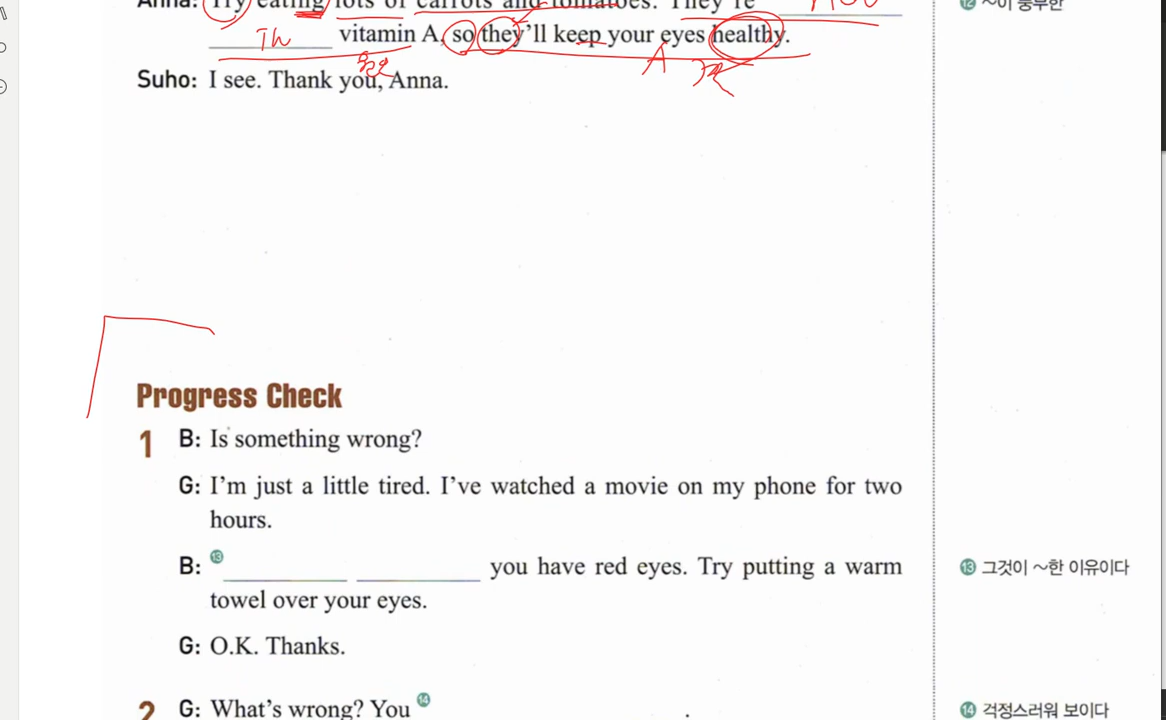 Anna: Try eating lots of carrots and tomatoes. They're
⑫ ~이 풍부한
Th vitamin A, so they'll keep your eyes healthy.
A
Suho: I see. Thank you, Anna.
Progress Check
1 B: Is something wrong?
G: I'm just a little tired. I've watched a movie on my phone for two
hours.
B: ⑬ you have red eyes. Try putting a warm
⑬ 그것이 ~한 이유이다
towel over your eyes.
G: O.K. Thanks.
2 G: What's wrong? You ⑭
⑭ 걱정스러워 보이다